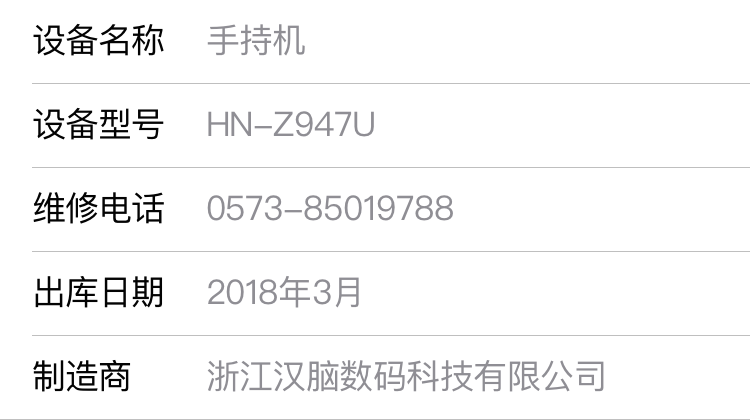 设备名称 手持机
设备型号 HN-Z947U
维修电话 0573-85019788
出库日期 2018年3月
制造商 浙江汉脑数码科技有限公司